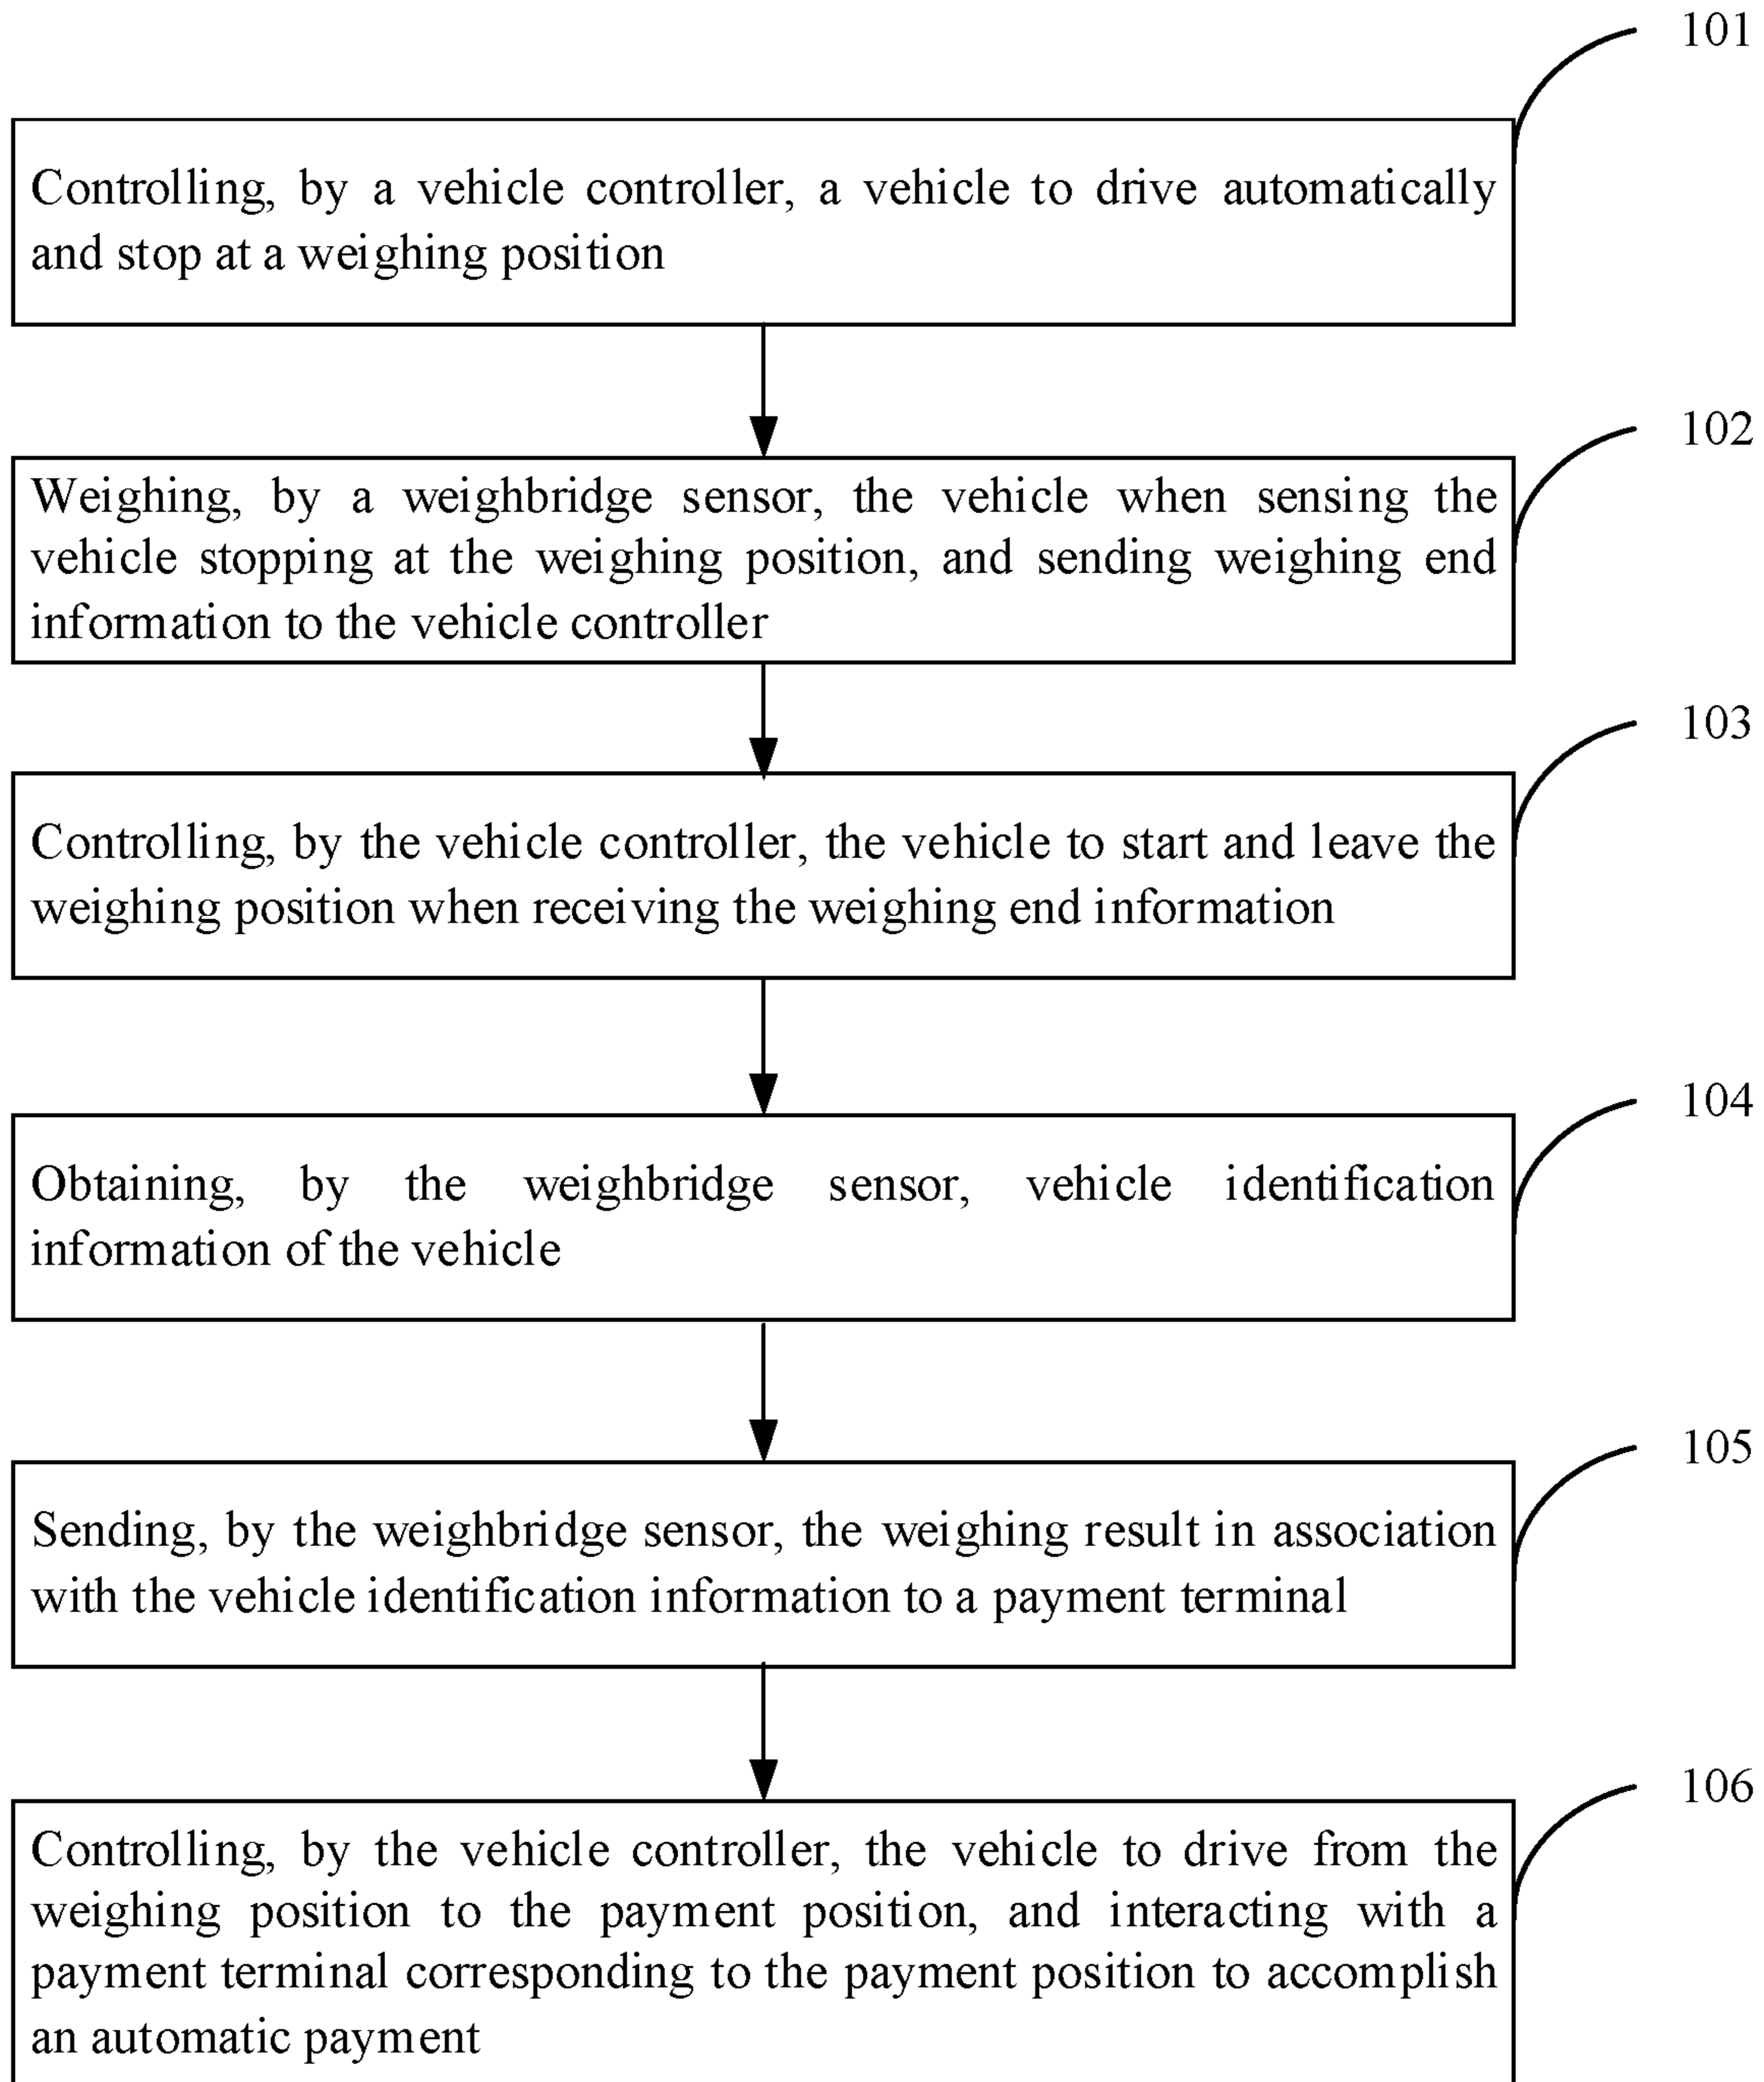 101
Controlling, by a vehicle controller, a vehicle to drive automatically
and stop at a weighing position
102
Weighing, by a weighbridge sensor, the vehicle when sensing the
vehicle stopping at the weighing position, and sending weighing end
information to the vehicle controller
103
Controlling, by the vehicle controller, the vehicle to start and leave the
weighing position when receiving the weighing end information
104
Obtaining, by the weighbridge sensor, vehicle identification
information of the vehicle
105
Sending, by the weighbridge sensor, the weighing result in association
with the vehicle identification information to a payment terminal
106
Controlling, by the vehicle controller, the vehicle to drive from the
weighing position to the payment position, and interacting with a
payment terminal corresponding to the payment position to accomplish
an automatic payment